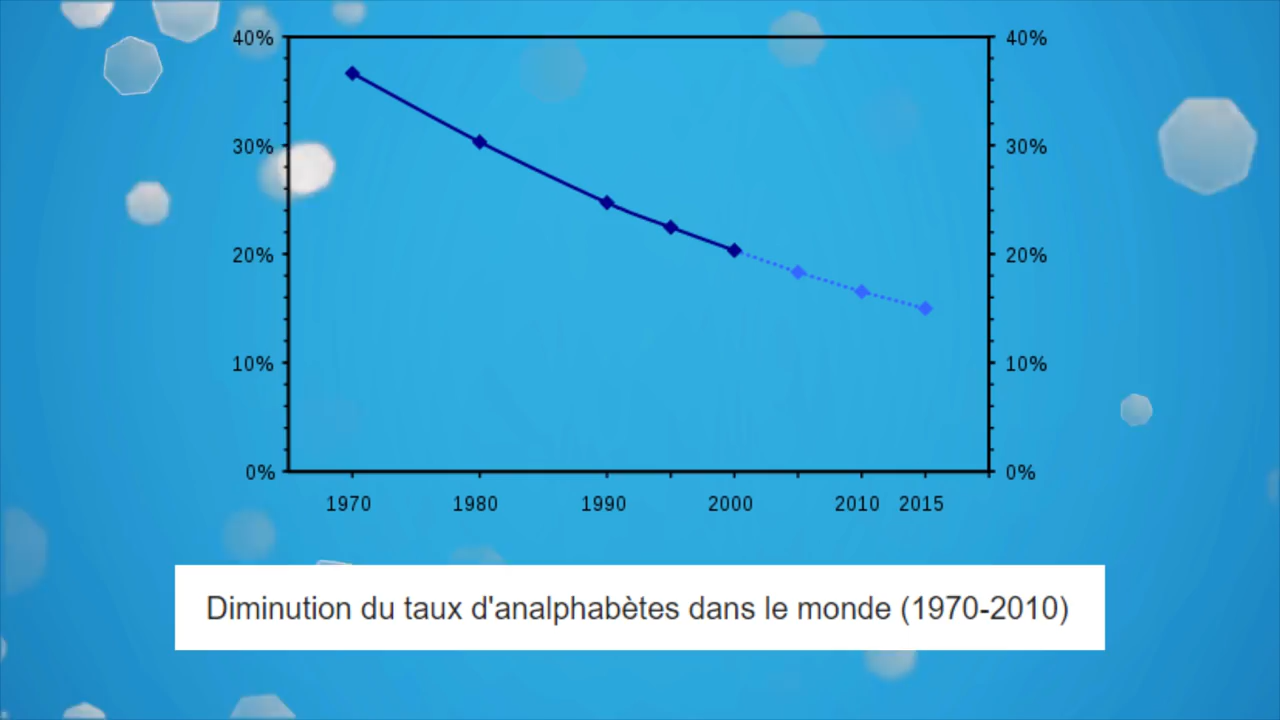 40% 40%
30% 30%
20% 20%
10% 10%
0% 0%
1970 1980 1990 2000 2010 2015
Diminution du taux d'analphabètes dans le monde (1970-2010)